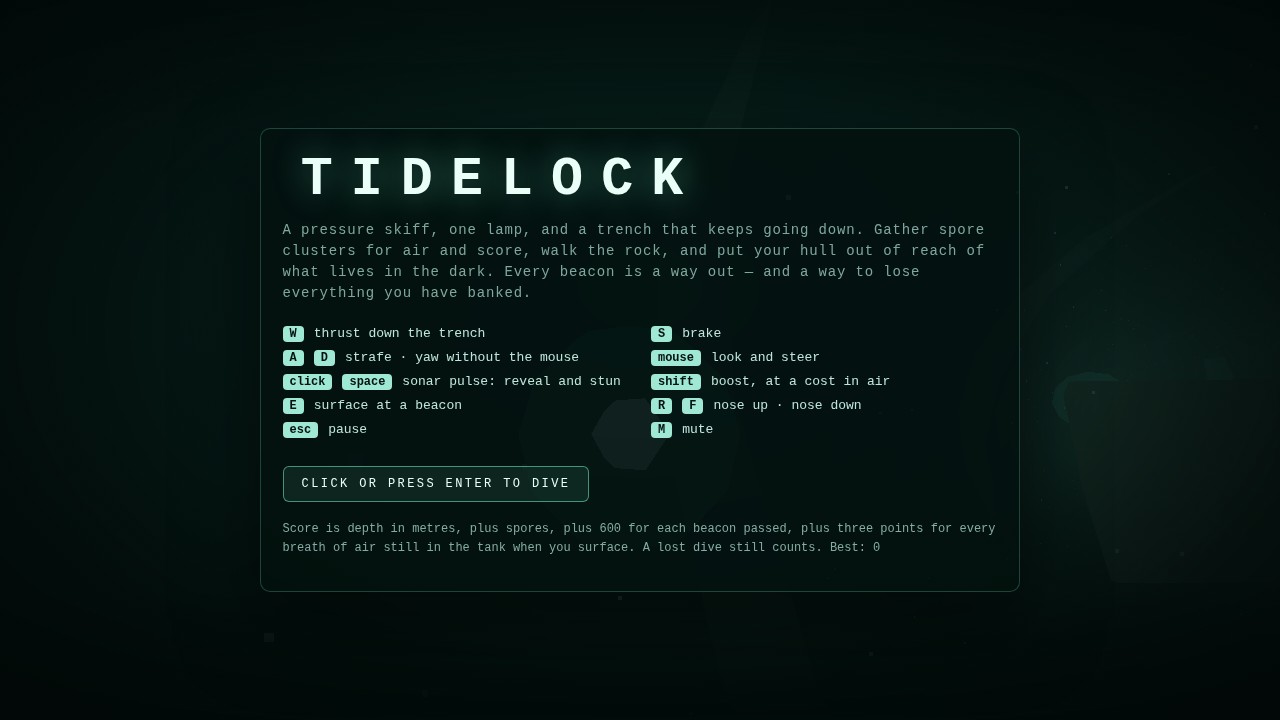 TIDELOCK
A pressure skiff, one lamp, and a trench that keeps going down. Gather spore
clusters for air and score, walk the rock, and put your hull out of reach of
what lives in the dark. Every beacon is a way out — and a way to lose
everything you have banked.
W thrust down the trench
S brake
A D strafe · yaw without the mouse
mouse look and steer
click space sonar pulse: reveal and stun
shift boost, at a cost in air
E surface at a beacon
R F nose up · nose down
esc pause
M mute
CLICK OR PRESS ENTER TO DIVE
Score is depth in metres, plus spores, plus 600 for each beacon passed, plus three points for every
breath of air still in the tank when you surface. A lost dive still counts. Best: 0